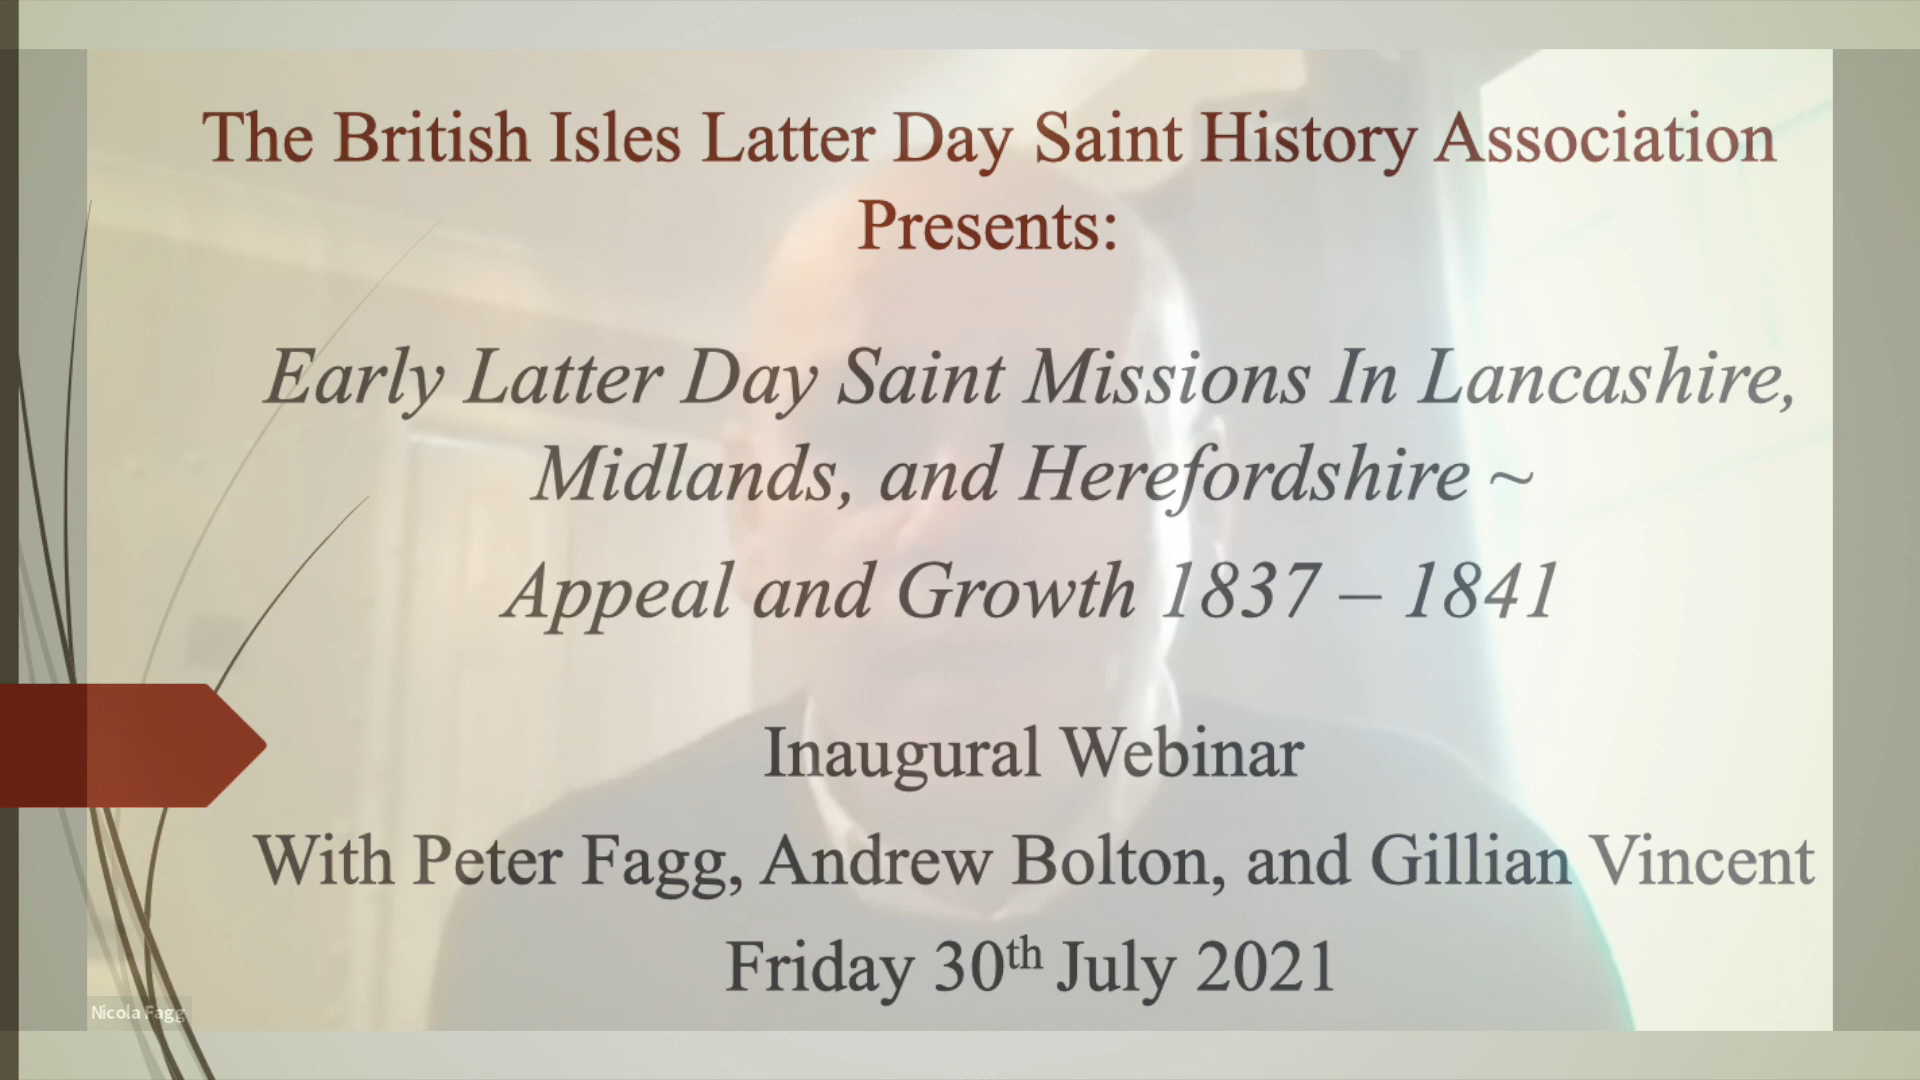 The British Isles Latter Day Saint History Association
Presents:
Early Latter Day Saint Missions In Lancashire,
Midlands, and Herefordshire ~
Appeal and Growth 1837 – 1841
Inaugural Webinar
With Peter Fagg, Andrew Bolton, and Gillian Vincent
Friday 30th July 2021
Nicola Fagg